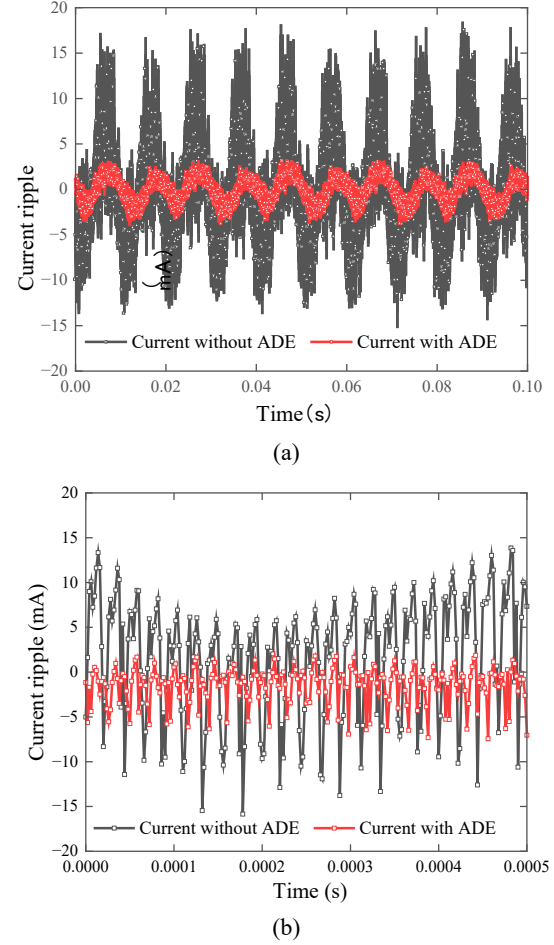 20
15
10
5
0
−5
−10
−15
−20
Current ripple
(mA)
Current without ADE
Current with ADE
0.00 0.02 0.04 0.06 0.08 0.10
Time(s)
(a)
20
15
10
5
0
−5
−10
−15
−20
Current ripple (mA)
Current without ADE
Current with ADE
0.0000 0.0001 0.0002 0.0003 0.0004 0.0005
Time (s)
(b)